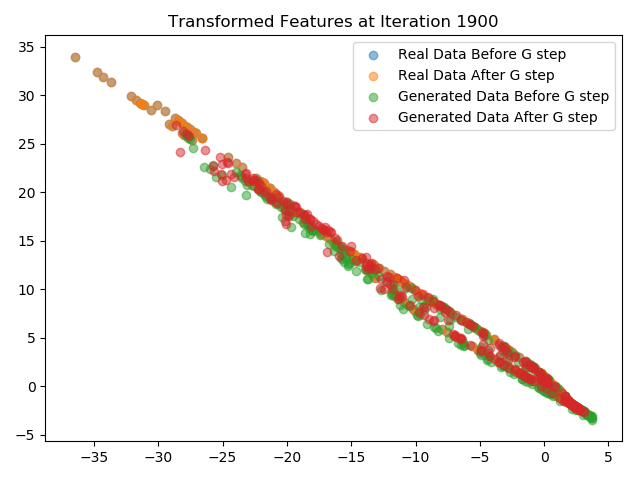 Transformed Features at Iteration 1900
Real Data Before G step
Real Data After G step
Generated Data Before G step
Generated Data After G step
35
30
25
20
15
10
5
0
−5
−35 −30 −25 −20 −15 −10 −5 0 5